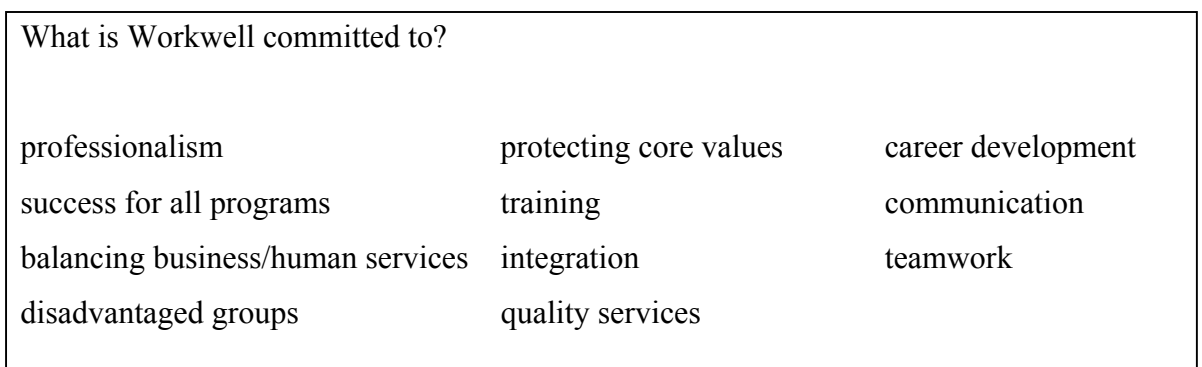 What is Workwell committed to?
professionalism protecting core values career development
success for all programs training communication
balancing business/human services integration teamwork
disadvantaged groups quality services